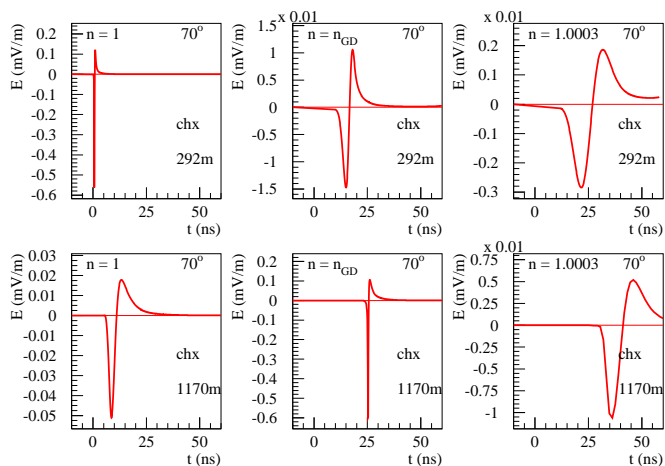 x 0.01 x 0.01
n = 1 70° n = n_GD 70° n = 1.0003 70°
E (mV/m) E (mV/m) E (mV/m)
0.2 0.1 0 -0.1 -0.2 -0.3 -0.4 -0.5 -0.6
1.5 1 0.5 0 -0.5 -1 -1.5
0.2 0.1 0 -0.1 -0.2 -0.3
chx chx chx
292m 292m 292m
0 25 50 0 25 50 0 25 50
t (ns) t (ns) t (ns)
x 0.01
n = 1 70° n = n_GD 70° n = 1.0003 70°
E (mV/m) E (mV/m) E (mV/m)
0.03 0.02 0.01 0 -0.01 -0.02 -0.03 -0.04 -0.05
0.2 0.1 0 -0.1 -0.2 -0.3 -0.4 -0.5 -0.6
0.75 0.5 0.25 0 -0.25 -0.5 -0.75 -1
chx chx chx
1170m 1170m 1170m
0 25 50 0 25 50 0 25 50
t (ns) t (ns) t (ns)